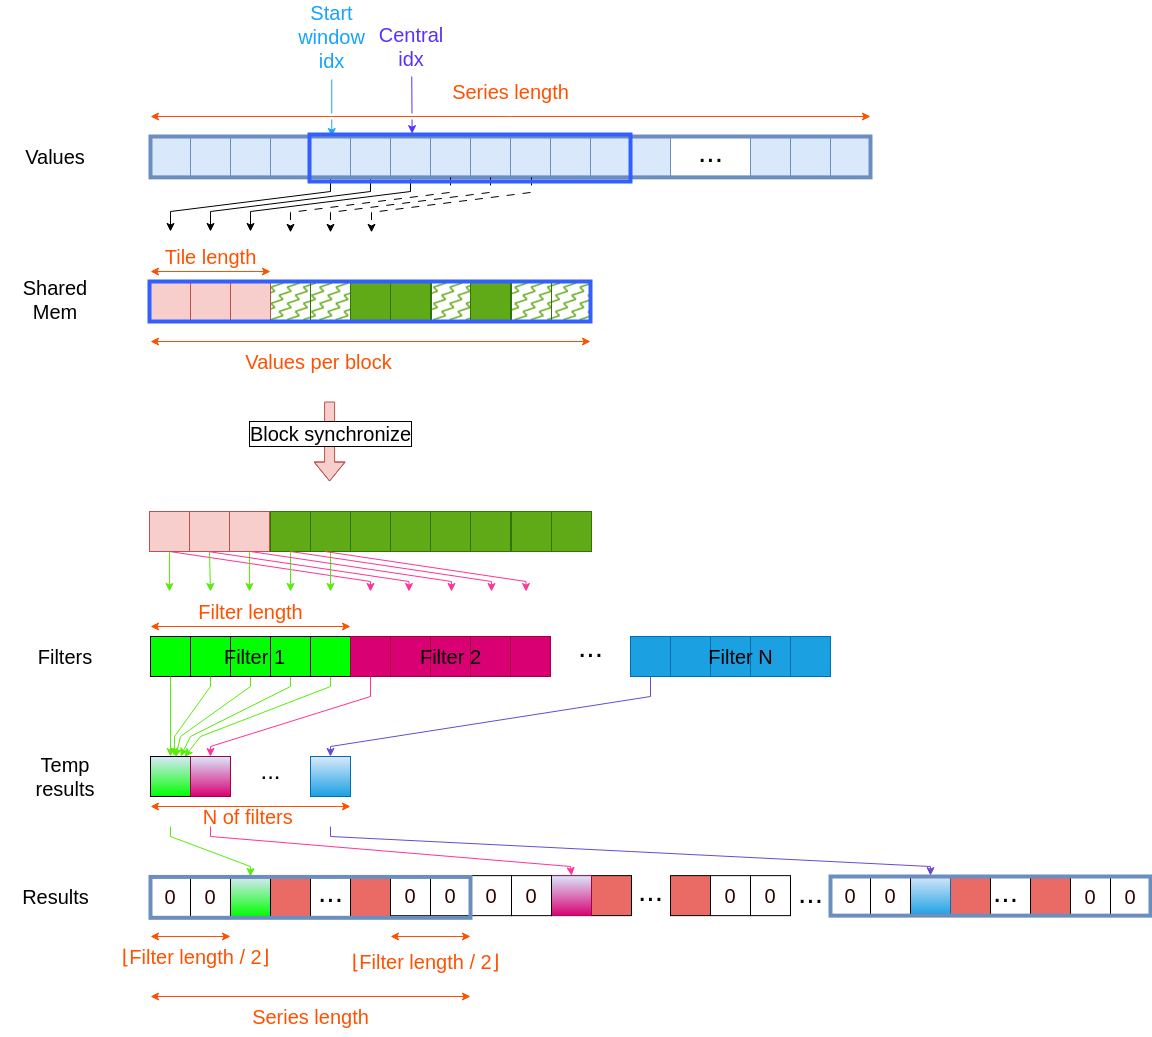 Start
window
idx
Central
idx
Series length
Values
...
Tile length
Shared
Mem
Values per block
Block synchronize
Filter length
Filters
Filter 1
Filter 2
...
Filter N
Temp
results
...
N of filters
Results
0 0 ... 0 0 0 0 ... 0 0 ... 0 0 ... 0 0
⌊Filter length / 2⌋
⌊Filter length / 2⌋
Series length